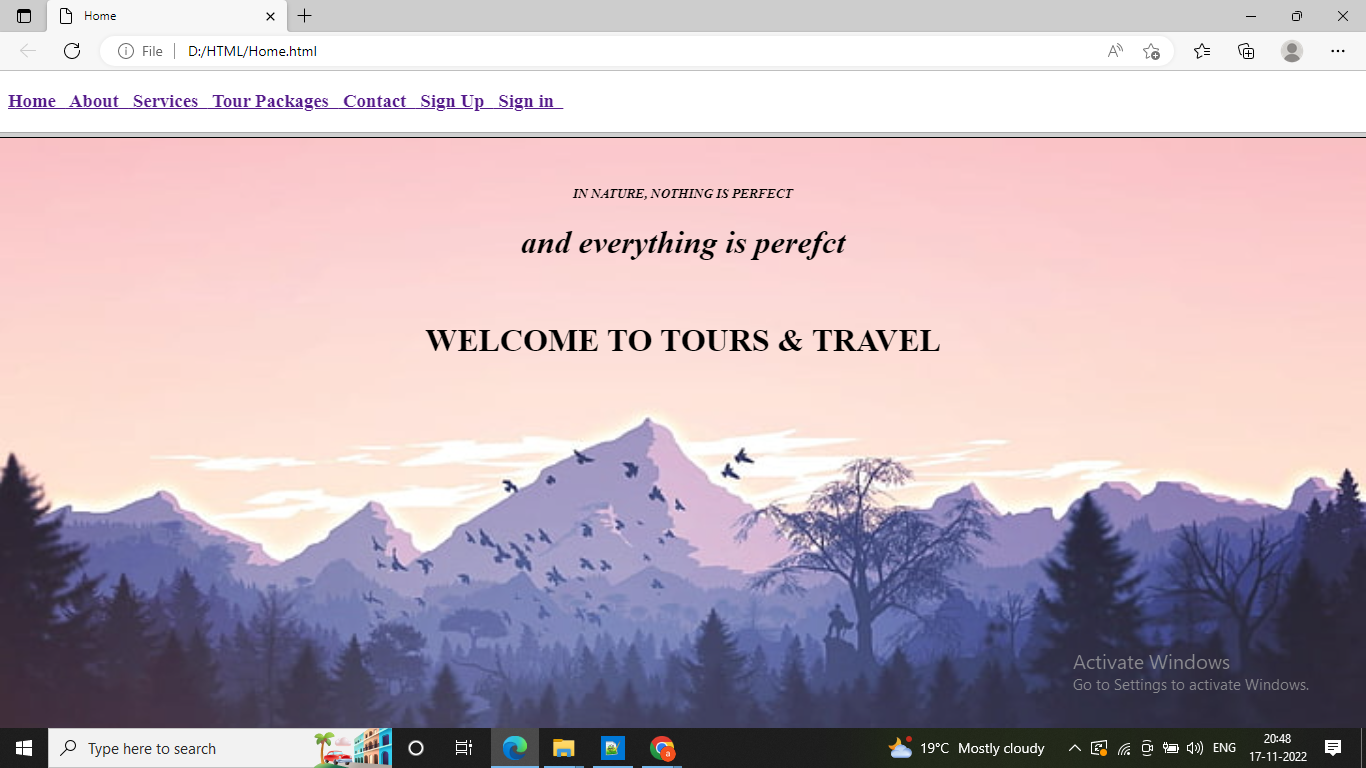 Home
File D:/HTML/Home.html
Home About Services Tour Packages Contact Sign Up Sign in
IN NATURE, NOTHING IS PERFECT
and everything is perefct
WELCOME TO TOURS & TRAVEL
Activate Windows
Go to Settings to activate Windows.
Type here to search
19°C Mostly cloudy
ENG
20:48
17-11-2022